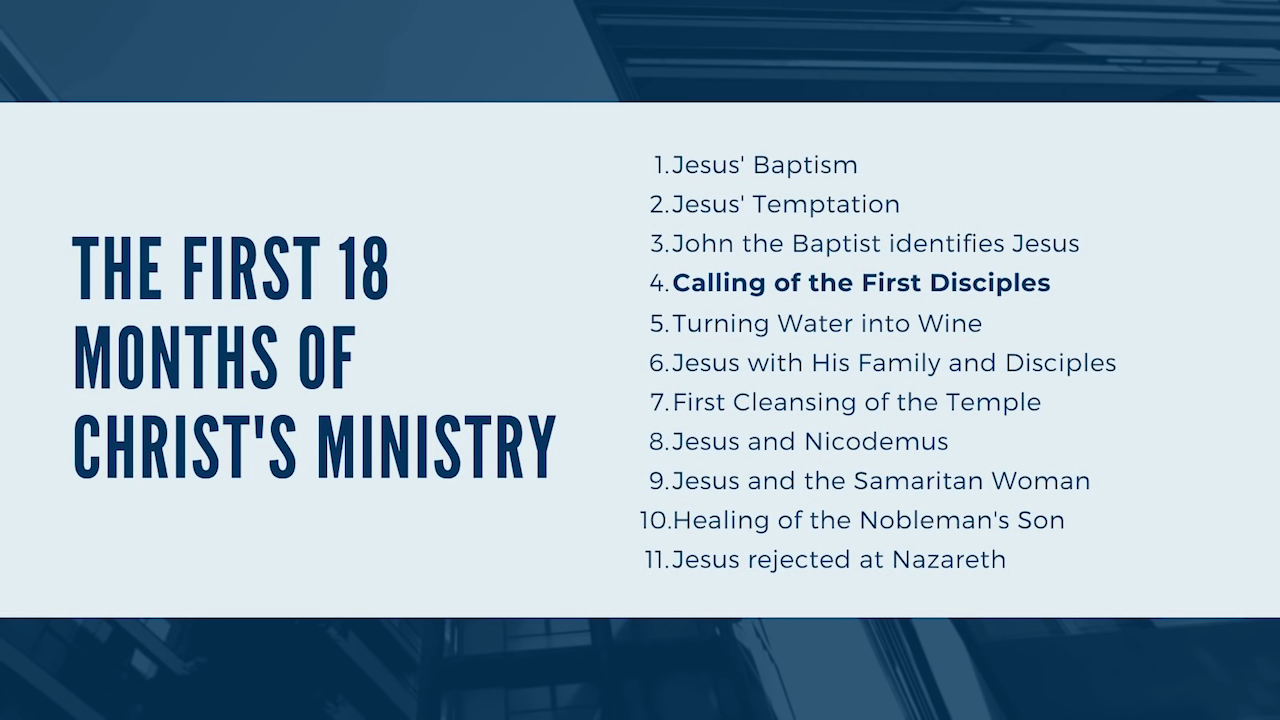 THE FIRST 18
MONTHS OF
CHRIST'S MINISTRY
1.Jesus' Baptism
2.Jesus' Temptation
3.John the Baptist identifies Jesus
4.Calling of the First Disciples
5.Turning Water into Wine
6.Jesus with His Family and Disciples
7.First Cleansing of the Temple
8.Jesus and Nicodemus
9.Jesus and the Samaritan Woman
10.Healing of the Nobleman's Son
11.Jesus rejected at Nazareth